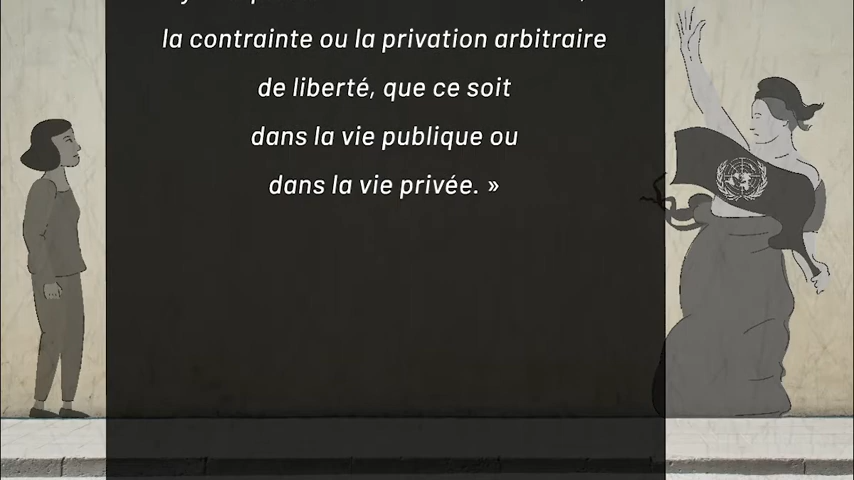 la contrainte ou la privation arbitraire
de liberté, que ce soit
dans la vie publique ou
dans la vie privée. »